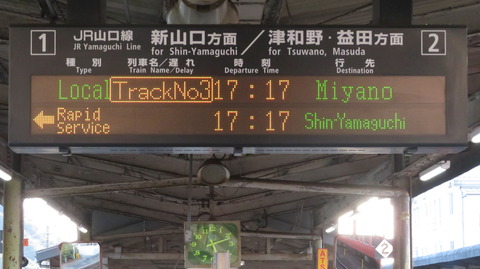 1 JR山口線 新山口方面／津和野・益田方面 2
JR Yamaguchi Line for Shin-Yamaguchi for Tsuwano, Masuda
種別 列車名/遅れ 時刻 行先
Type Train Name/Delay Departure Time Destination
Local TrackNo3 17:17 Miyano
← Rapid Service 17:17 Shin-Yamaguchi
2